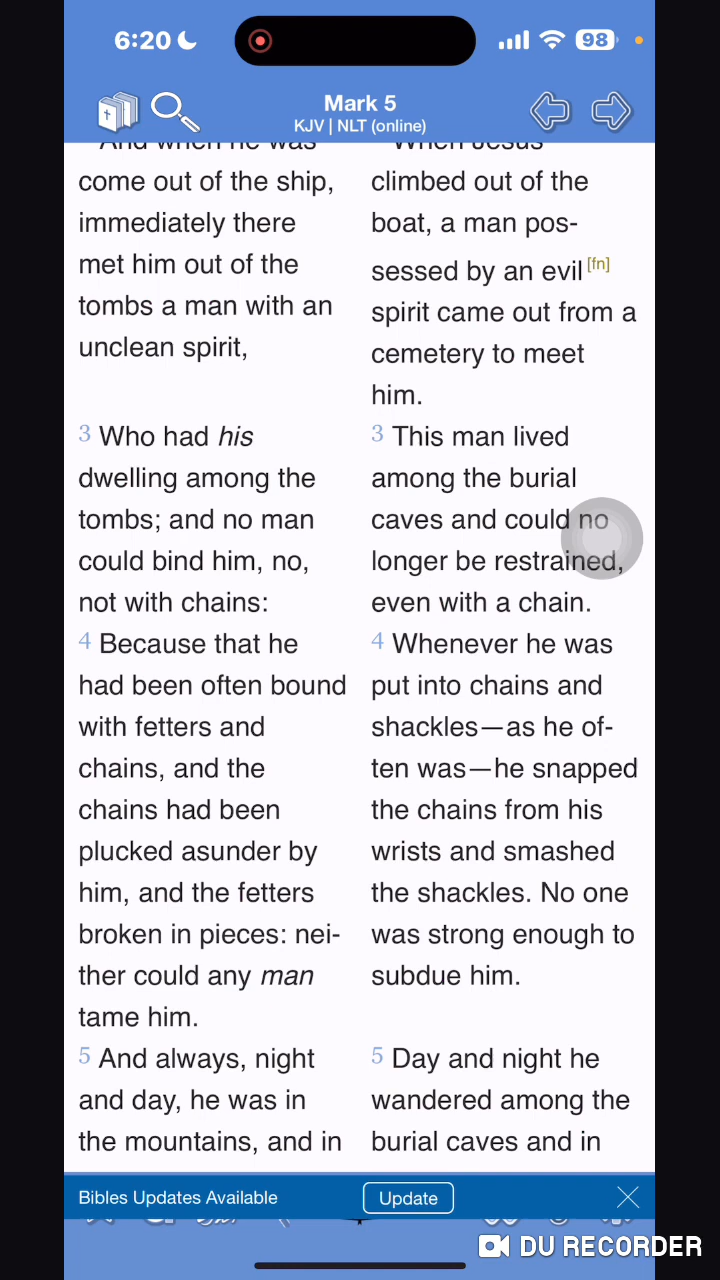 6:20
98
Mark 5
KJV | NLT (online)
And when he was
come out of the ship,
immediately there
met him out of the
tombs a man with an
unclean spirit,
3 Who had his
dwelling among the
tombs; and no man
could bind him, no,
not with chains:
4 Because that he
had been often bound
with fetters and
chains, and the
chains had been
plucked asunder by
him, and the fetters
broken in pieces: nei-
ther could any man
tame him.
5 And always, night
and day, he was in
the mountains, and in
When Jesus
climbed out of the
boat, a man pos-
sessed by an evil [fn]
spirit came out from a
cemetery to meet
him.
3 This man lived
among the burial
caves and could no
longer be restrained,
even with a chain.
4 Whenever he was
put into chains and
shackles—as he of-
ten was—he snapped
the chains from his
wrists and smashed
the shackles. No one
was strong enough to
subdue him.
5 Day and night he
wandered among the
burial caves and in
Bibles Updates Available
Update
DU RECORDER